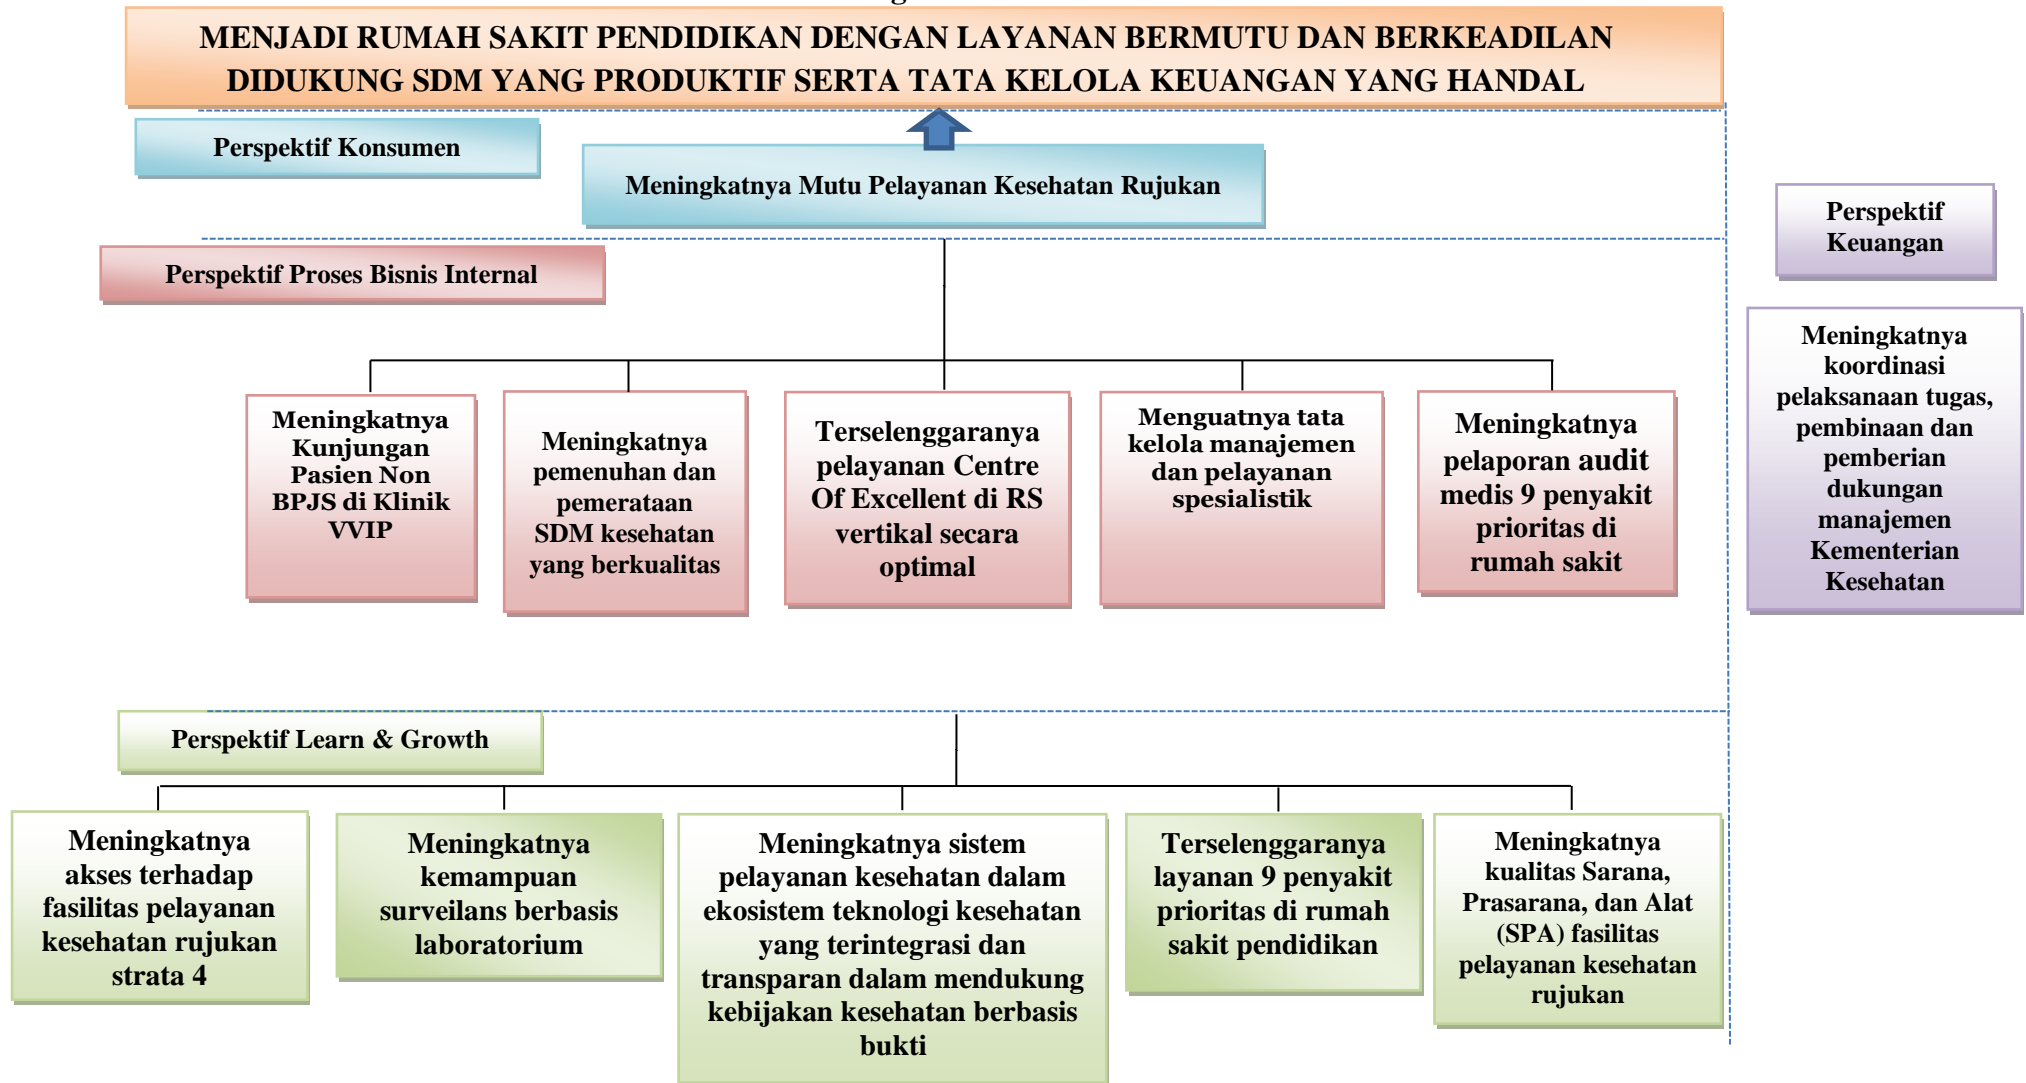 MENJADI RUMAH SAKIT PENDIDIKAN DENGAN LAYANAN BERMUTU DAN BERKEADILAN
DIDUKUNG SDM YANG PRODUKTIF SERTA TATA KELOLA KEUANGAN YANG HANDAL
Perspektif Konsumen
Meningkatnya Mutu Pelayanan Kesehatan Rujukan
Perspektif
Keuangan
Meningkatnya
koordinasi
pelaksanaan tugas,
pembinaan dan
pemberian
dukungan
manajemen
Kementerian
Kesehatan
Perspektif Proses Bisnis Internal
Meningkatnya
Kunjungan
Pasien Non
BPJS di Klinik
VVIP
Meningkatnya
pemenuhan dan
pemerataan
SDM kesehatan
yang berkualitas
Terselenggaranya
pelayanan Centre
Of Excellent di RS
vertikal secara
optimal
Menguatnya tata
kelola manajemen
dan pelayanan
spesialistik
Meningkatnya
pelaporan audit
medis 9 penyakit
prioritas di
rumah sakit
Perspektif Learn & Growth
Meningkatnya
akses terhadap
fasilitas pelayanan
kesehatan rujukan
strata 4
Meningkatnya
kemampuan
surveilans berbasis
laboratorium
Meningkatnya sistem
pelayanan kesehatan dalam
ekosistem teknologi kesehatan
yang terintegrasi dan
transparan dalam mendukung
kebijakan kesehatan berbasis
bukti
Terselenggaranya
layanan 9 penyakit
prioritas di rumah
sakit pendidikan
Meningkatnya
kualitas Sarana,
Prasarana, dan Alat
(SPA) fasilitas
pelayanan kesehatan
rujukan